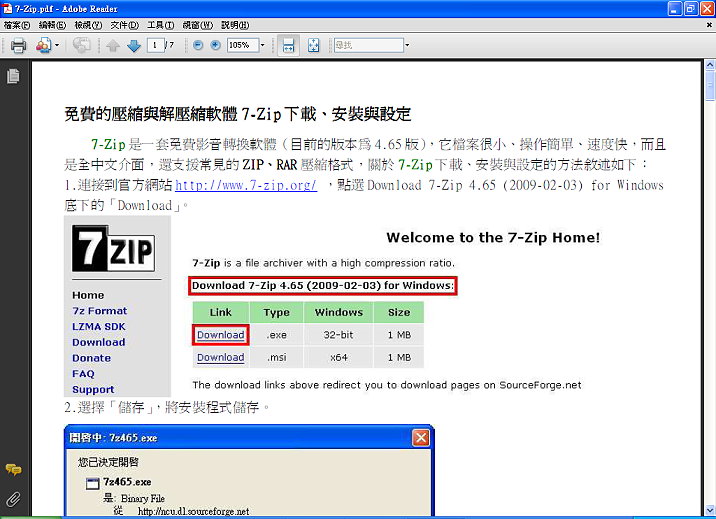 7-Zip.pdf - Adobe Reader
檔案(F) 編輯(E) 檢視(V) 文件(D) 工具(T) 視窗(W) 說明(H)
1 / 7 105% 尋找
免費的壓縮與解壓縮軟體 7-Zip 下載、安裝與設定
7-Zip 是一套免費影音轉換軟體（目前的版本為 4.65 版），它檔案很小、操作簡單、速度快，而且
是全中文介面，還支援常見的 ZIP、RAR 壓縮格式，關於 7-Zip 下載、安裝與設定的方法敘述如下：
1.連接到官方網站 http://www.7-zip.org/ ，點選 Download 7-Zip 4.65 (2009-02-03) for Windows
底下的「Download」。
7 ZIP
Welcome to the 7-Zip Home!
7-Zip is a file archiver with a high compression ratio.
Download 7-Zip 4.65 (2009-02-03) for Windows:
Link Type Windows Size
Download .exe 32-bit 1 MB
Download .msi x64 1 MB
The download links above redirect you to download pages on SourceForge.net
Home
7z Format
LZMA SDK
Download
Donate
FAQ
Support
2.選擇「儲存」，將安裝程式儲存。
開啓中: 7z465.exe
您已決定開啓
7z465.exe
是: Binary File
從 http://ncu.dl.sourceforge.net